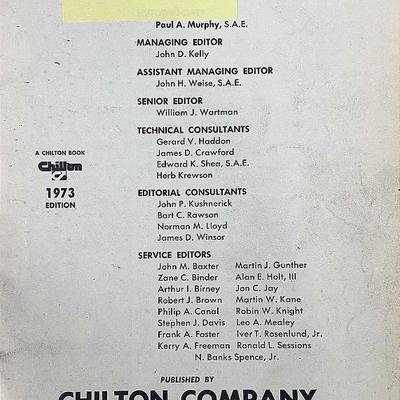 Paul A. Murphy, S.A.E.
MANAGING EDITOR
John D. Kelly
ASSISTANT MANAGING EDITOR
John H. Weise, S.A.E.
SENIOR EDITOR
William J. Wartman
TECHNICAL CONSULTANTS
Gerard V. Haddon
James D. Crawford
Edward K. Shea, S.A.E.
Herb Krewson
A CHILTON BOOK
Chilton
1973
EDITION
EDITORIAL CONSULTANTS
John P. Kushnerick
Bart C. Rawson
Norman M. Lloyd
James D. Winsor
SERVICE EDITORS
John M. Baxter Martin J. Gunther
Zane C. Binder Alan E. Holt, III
Arthur I. Birney Jon C. Jay
Robert J. Brown Martin W. Kane
Philip A. Canal Robin W. Knight
Stephen J. Davis Leo A. Mealey
Frank A. Foster Iver T. Rosenlund, Jr.
Kerry A. Freeman Ronald L. Sessions
N. Banks Spence, Jr.
PUBLISHED BY
CHILTON COMPANY